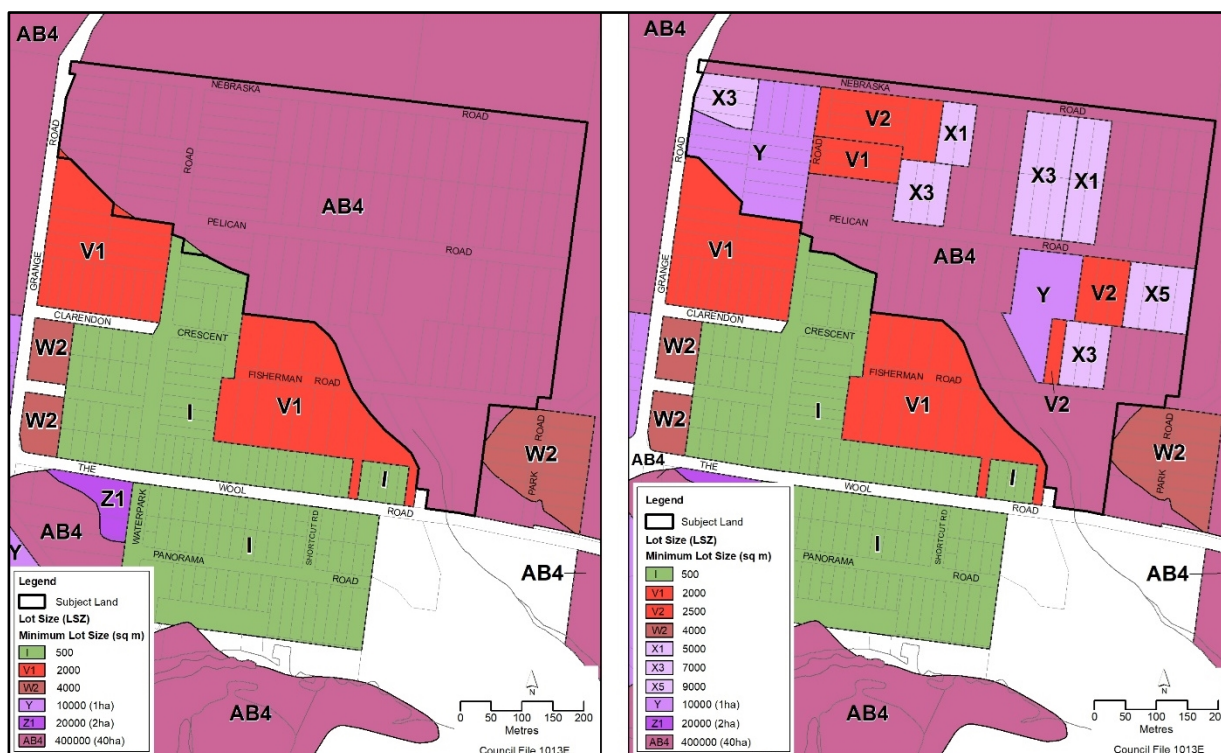 AB4
NEBRASKA
ROAD
ROAD
ROAD
AB4
PELICAN
ROAD
V1
GRANGE
CLARENDON
CRESCENT
W2
FISHERMAN ROAD
V1
I
W2
ROAD
W2
PARK
THE
WOOL
ROAD
I
Z1
WATERPARK
AB4
I
SHORTCUT RD
PANORAMA
ROAD
Y
AB4
AB4
Legend
Subject Land
Lot Size (LSZ)
Minimum Lot Size (sq m)
I 500
V1 2000
W2 4000
Y 10000 (1ha)
Z1 20000 (2ha)
AB4 400000 (40ha)
N
0 50 100 150 200
Metres
Council File 1013E
AB4
NEBRASKA
ROAD
X3
V2
X1
Y
ROAD
V1
X3
X3
X1
ROAD
PELICAN
ROAD
AB4
V1
Y
V2
X5
GRANGE
CLARENDON
CRESCENT
W2
X3
FISHERMAN ROAD
V1
V2
I
W2
ROAD
W2
PARK
AB4
THE
WOOL
ROAD
I
I
SHORTCUT RD
PANORAMA
ROAD
AB4
AB4
Legend
Subject Land
Lot Size (LSZ)
Minimum Lot Size (sq m)
I 500
V1 2000
V2 2500
W2 4000
X1 5000
X3 7000
X5 9000
Y 10000 (1ha)
Z1 20000 (2ha)
AB4 400000 (40ha)
N
0 50 100 150 200
Metres
Council File 1013E